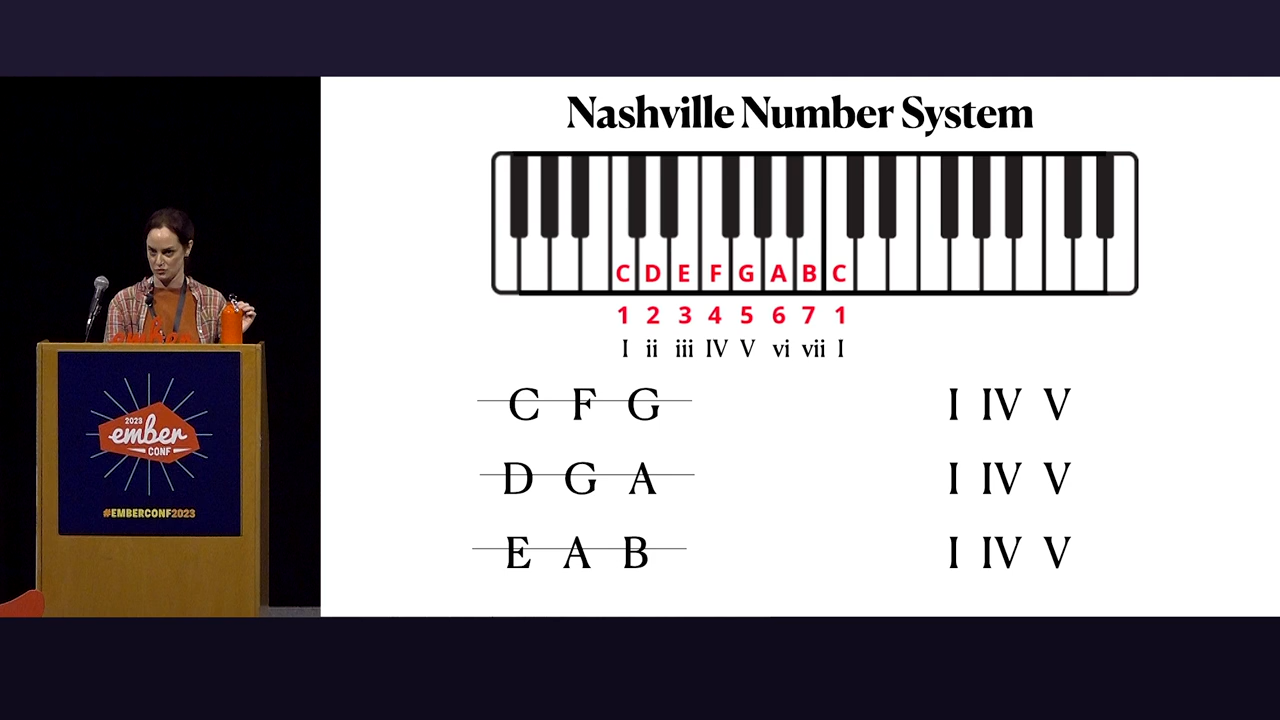 Nashville Number System
C D E F G A B C
1 2 3 4 5 6 7 1
I ii iii IV V vi vii I
C F G I IV V
D G A I IV V
E A B I IV V
2023
ember
CONF
#EMBERCONF2023